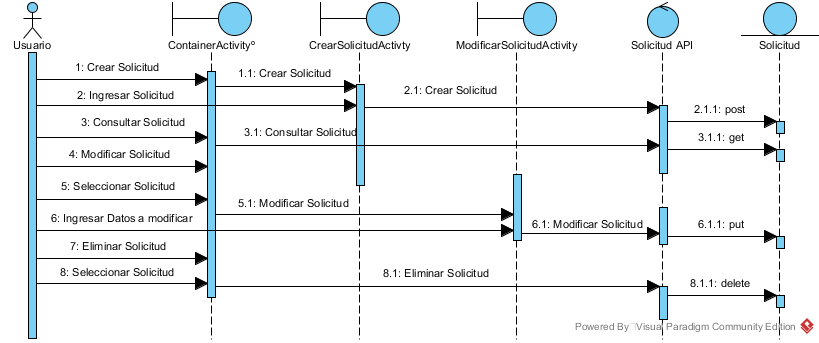 Usuario
ContainerActivityº
CrearSolicitudActivty
ModificarSolicitudActivity
Solicitud API
Solicitud
1: Crear Solicitud
1.1: Crear Solicitud
2: Ingresar Solicitud
2.1: Crear Solicitud
2.1.1: post
3: Consultar Solicitud
3.1: Consultar Solicitud
3.1.1: get
4: Modificar Solicitud
5: Seleccionar Solicitud
5.1: Modificar Solicitud
6: Ingresar Datos a modificar
6.1: Modificar Solicitud
6.1.1: put
7: Eliminar Solicitud
8: Seleccionar Solicitud
8.1: Eliminar Solicitud
8.1.1: delete
Powered By Visual Paradigm Community Edition